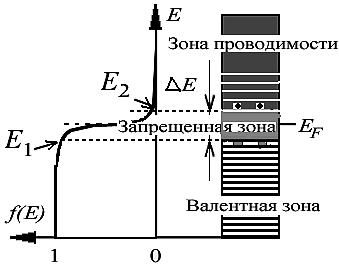 E
Зона проводимости
E2
ΔE
Запрещенная зона
EF
E1
Валентная зона
f(E)
1
0